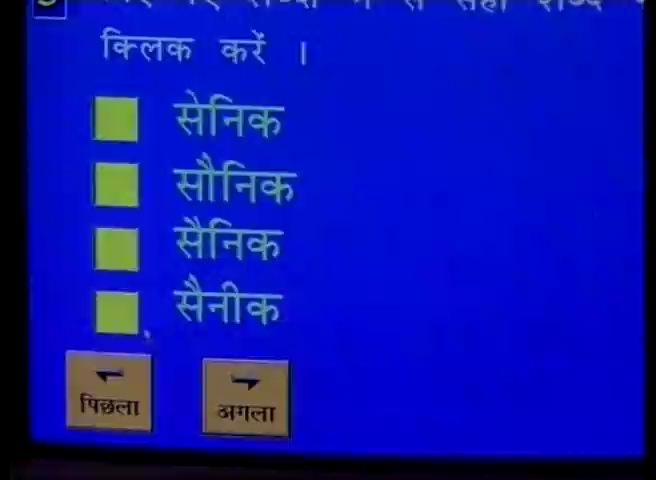 क्लिक करें ।
सेनिक
सौनिक
सैनिक
सैनीक
पिछला
अगला